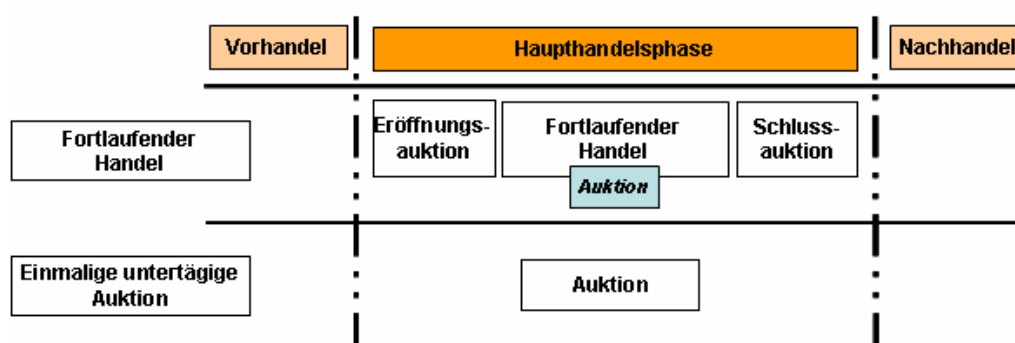 Vorhandel
Haupthandelsphase
Nachhandel
Fortlaufender
Handel
Eröffnungs-
auktion
Fortlaufender
Handel
Auktion
Schluss-
auktion
Einmalige untertägige
Auktion
Auktion